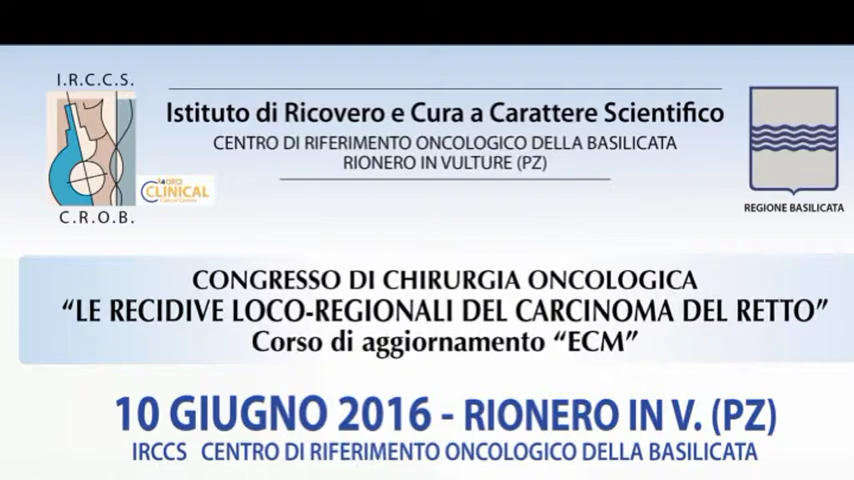 I.R.C.C.S.
Istituto di Ricovero e Cura a Carattere Scientifico
CENTRO DI RIFERIMENTO ONCOLOGICO DELLA BASILICATA
RIONERO IN VULTURE (PZ)
CLINICAL
C.R.O.B.
REGIONE BASILICATA
CONGRESSO DI CHIRURGIA ONCOLOGICA
“LE RECIDIVE LOCO-REGIONALI DEL CARCINOMA DEL RETTO”
Corso di aggiornamento “ECM”
10 GIUGNO 2016 - RIONERO IN V. (PZ)
IRCCS CENTRO DI RIFERIMENTO ONCOLOGICO DELLA BASILICATA